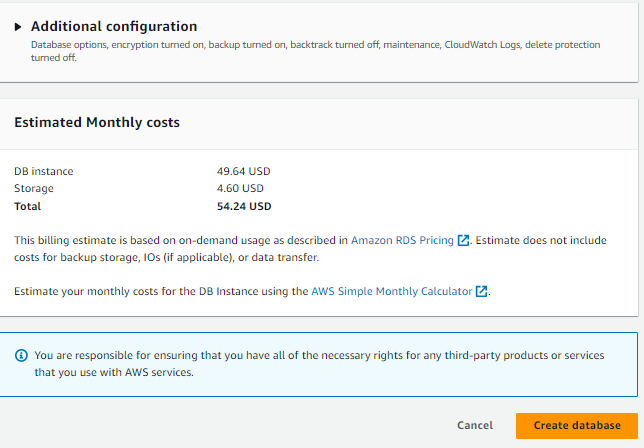 Additional configuration
Database options, encryption turned on, backup turned on, backtrack turned off, maintenance, CloudWatch Logs, delete protection
turned off.
Estimated Monthly costs
DB instance 49.64 USD
Storage 4.60 USD
Total 54.24 USD
This billing estimate is based on on-demand usage as described in Amazon RDS Pricing. Estimate does not include
costs for backup storage, IOs (if applicable), or data transfer.
Estimate your monthly costs for the DB Instance using the AWS Simple Monthly Calculator.
You are responsible for ensuring that you have all of the necessary rights for any third-party products or services
that you use with AWS services.
Cancel Create database